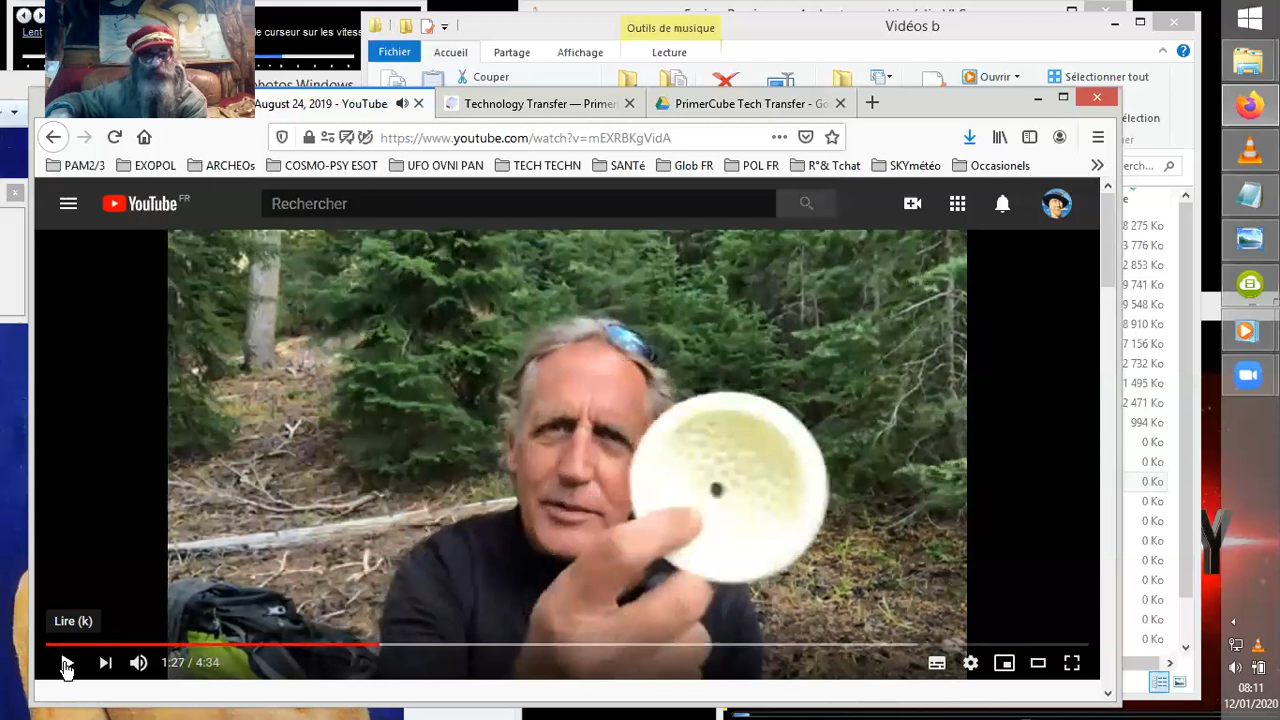 Lent
le curseur sur les vitess
photos Windows
Outils de musique
Vidéos b
Fichier
Accueil
Partage
Affichage
Lecture
Couper
Ouvrir
Sélectionner tout
August 24, 2019 - YouTube
Technology Transfer — Primer
PrimerCube Tech Transfer - Go
élection
https://www.youtube.com/watch?v=mEXRBKgVidA
PAM2/3
EXOPOL
ARCHEOs
COSMO-PSY ESOT
UFO OVNI PAN
TECH TECHN
SANTé
Glob FR
POL FR
R°& Tchat
SKYmétéo
Occasionels
erch...
e
YouTube FR
Rechercher
8 275 Ko
3 776 Ko
2 853 Ko
9 741 Ko
9 548 Ko
8 910 Ko
7 156 Ko
2 732 Ko
1 495 Ko
2 471 Ko
994 Ko
0 Ko
0 Ko
0 Ko
0 Ko
0 Ko
0 Ko
0 Ko
0 Ko
0 Ko
0 Ko
0 Ko
Y
Lire (k)
1:27 / 4:34
08:11
12/01/2020